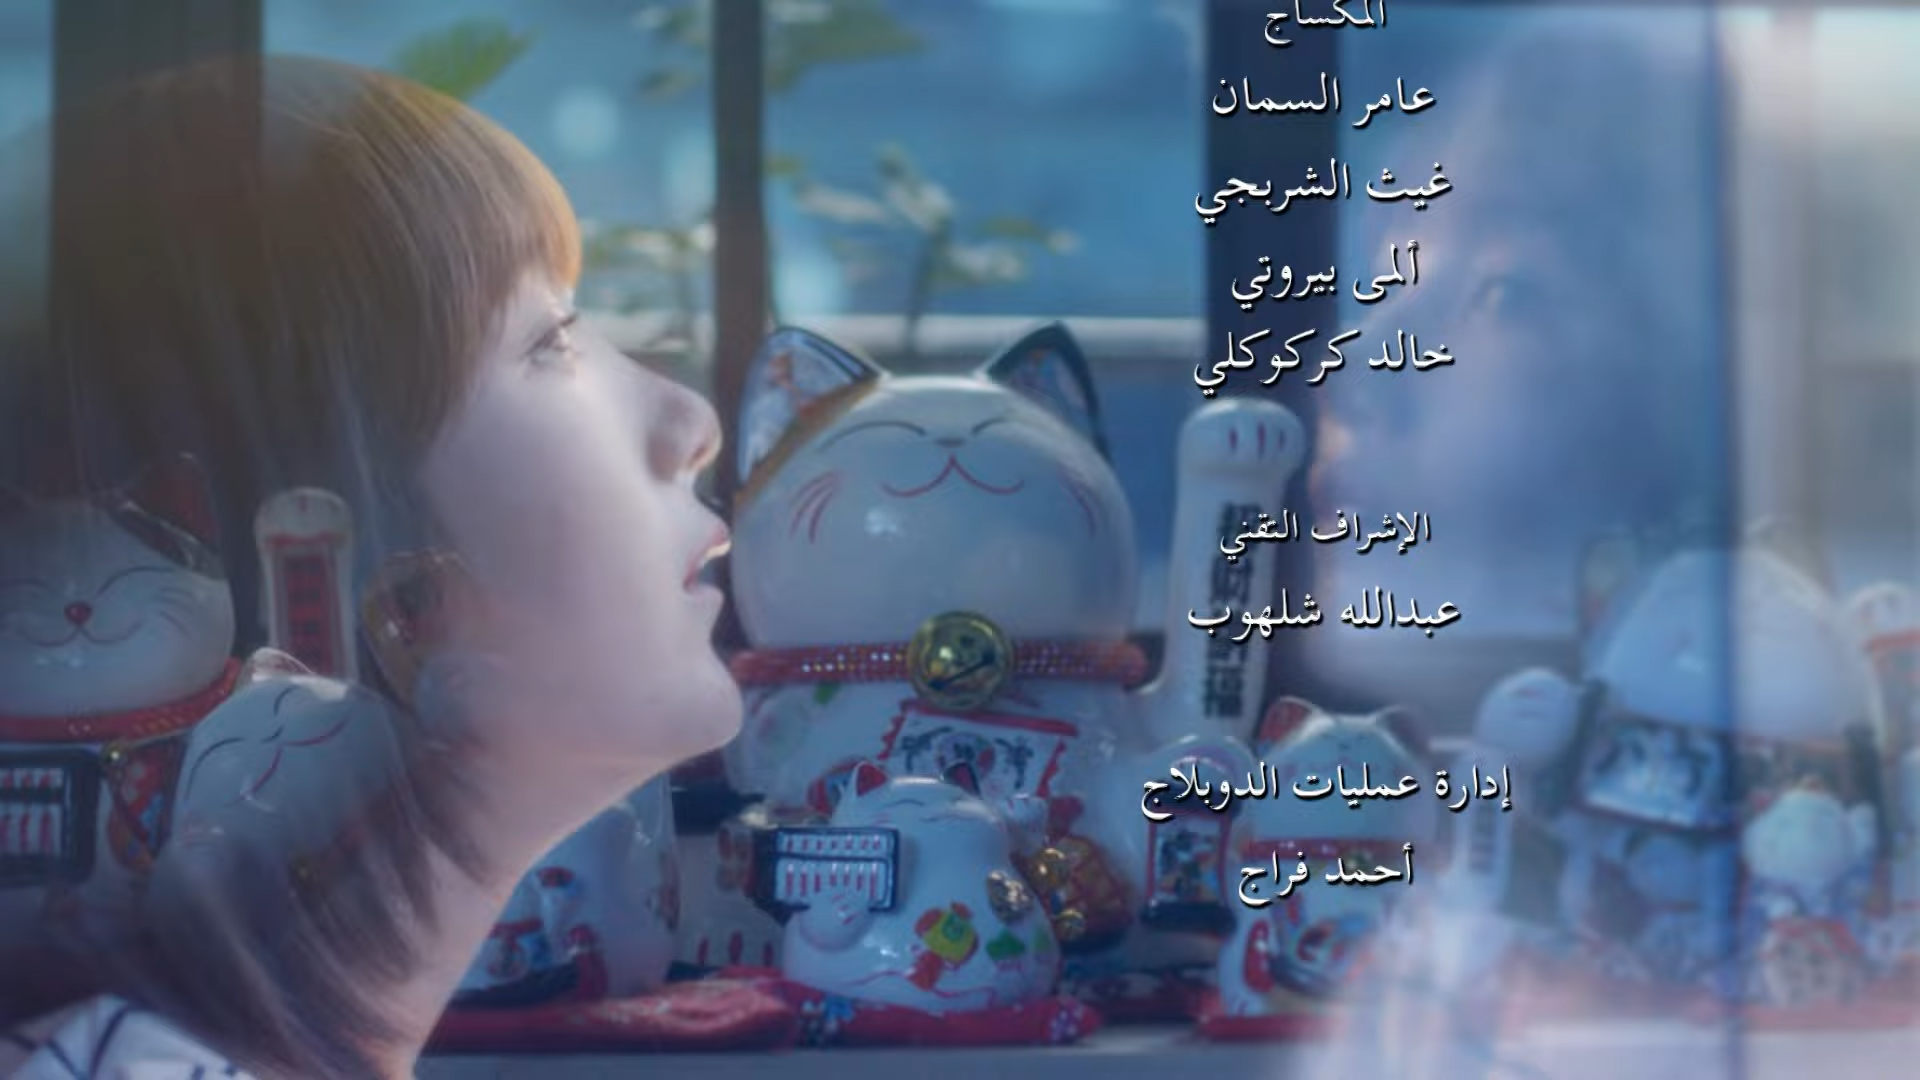 المكساج
عامر السمان
غيث الشربجي
ألمى بيروتي
خالد كركوكلي
الإشراف التقني
عبدالله شلهوب
إدارة عمليات الدوبلاج
أحمد فراج